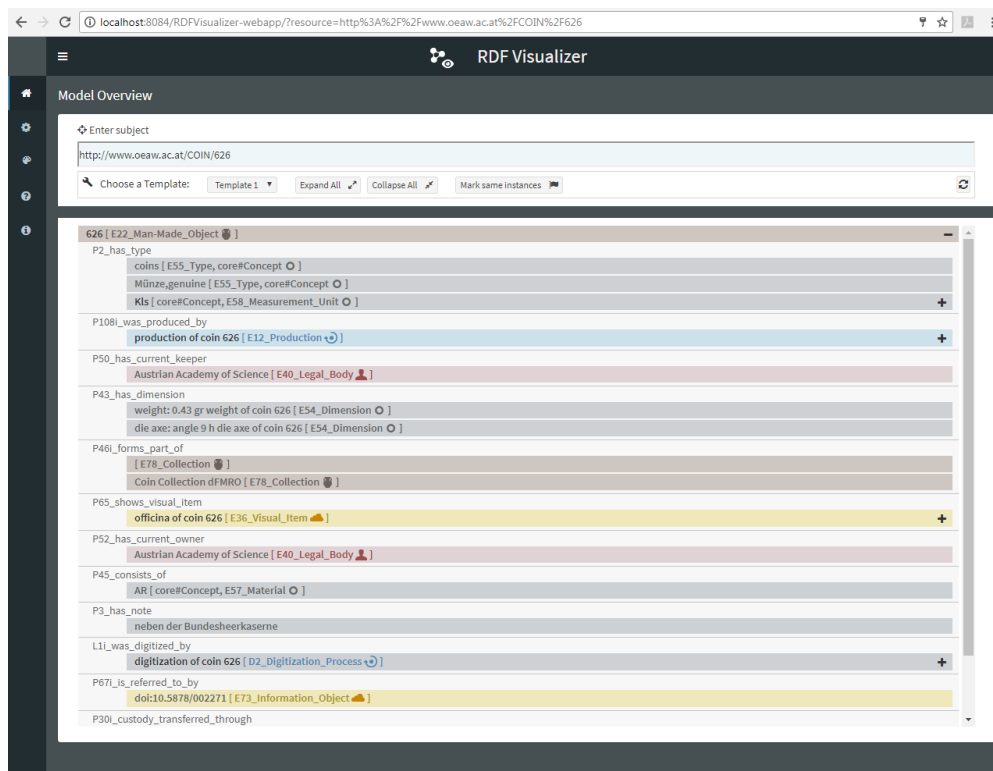 localhost:8084/RDFVisualizer-webapp/?resource=http%3A%2F%2Fwww.oeaw.ac.at%2FCOIN%2F626
RDF Visualizer
Model Overview
Enter subject
http://www.oeaw.ac.at/COIN/626
Choose a Template: Template 1 Expand All Collapse All Mark same instances
626 [ E22_Man-Made_Object ]
P2_has_type
coins [ E55_Type, core#Concept ]
Münze,genuine [ E55_Type, core#Concept ]
Kls [ core#Concept, E58_Measurement_Unit ]
P108i_was_produced_by
production of coin 626 [ E12_Production ]
P50_has_current_keeper
Austrian Academy of Science [ E40_Legal_Body ]
P43_has_dimension
weight: 0.43 gr weight of coin 626 [ E54_Dimension ]
die axe: angle 9 h die axe of coin 626 [ E54_Dimension ]
P46i_forms_part_of
[ E78_Collection ]
Coin Collection dFMRO [ E78_Collection ]
P65_shows_visual_item
officina of coin 626 [ E36_Visual_Item ]
P52_has_current_owner
Austrian Academy of Science [ E40_Legal_Body ]
P45_consists_of
AR [ core#Concept, E57_Material ]
P3_has_note
neben der Bundesheerkaserne
L1i_was_digitized_by
digitization of coin 626 [ D2_Digitization_Process ]
P67i_is_referred_to_by
doi:10.5878/002271 [ E73_Information_Object ]
P30i_custody_transferred_through